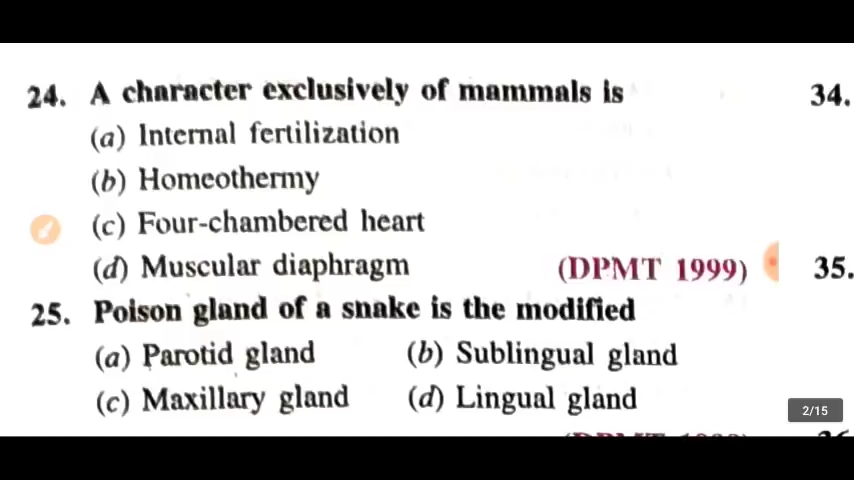 24. A character exclusively of mammals is
34.
(a) Internal fertilization
(b) Homeothermy
(c) Four-chambered heart
(d) Muscular diaphragm (DPMT 1999)
35.
25. Poison gland of a snake is the modified
(a) Parotid gland (b) Sublingual gland
(c) Maxillary gland (d) Lingual gland
2/15